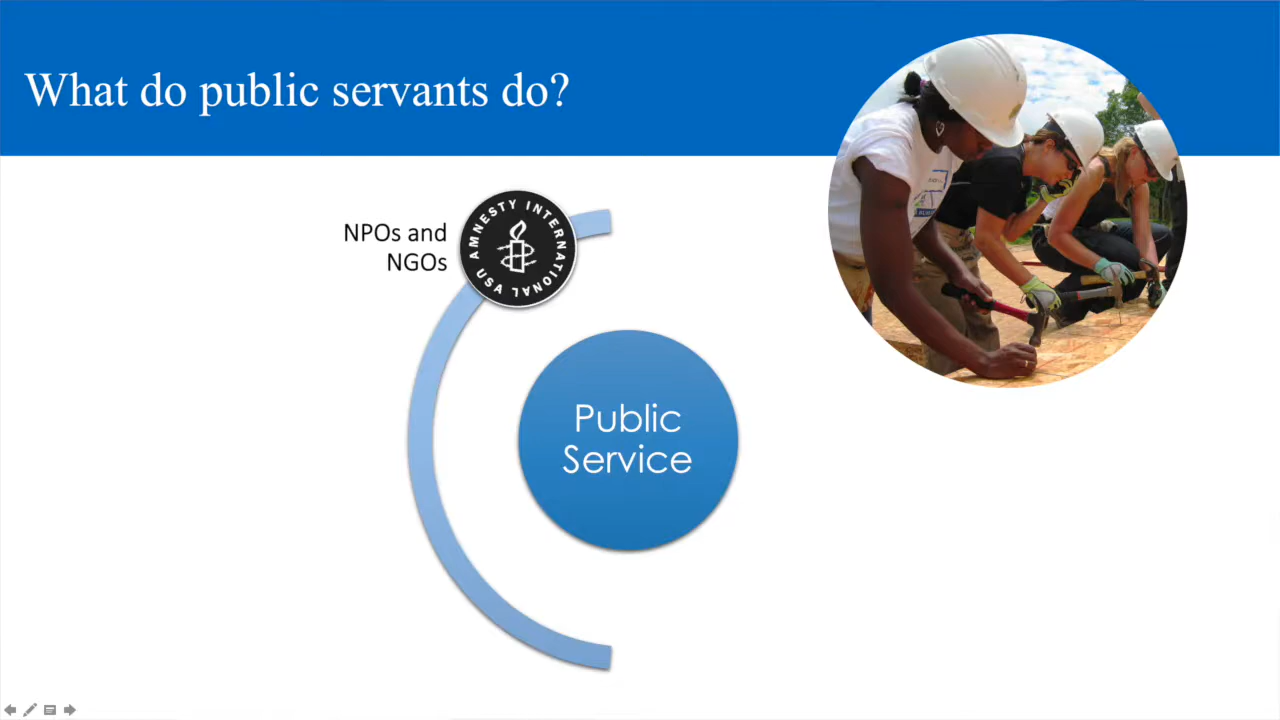 What do public servants do?
NPOs and
NGOs
AMNESTY INTERNATIONAL USA
Public
Service